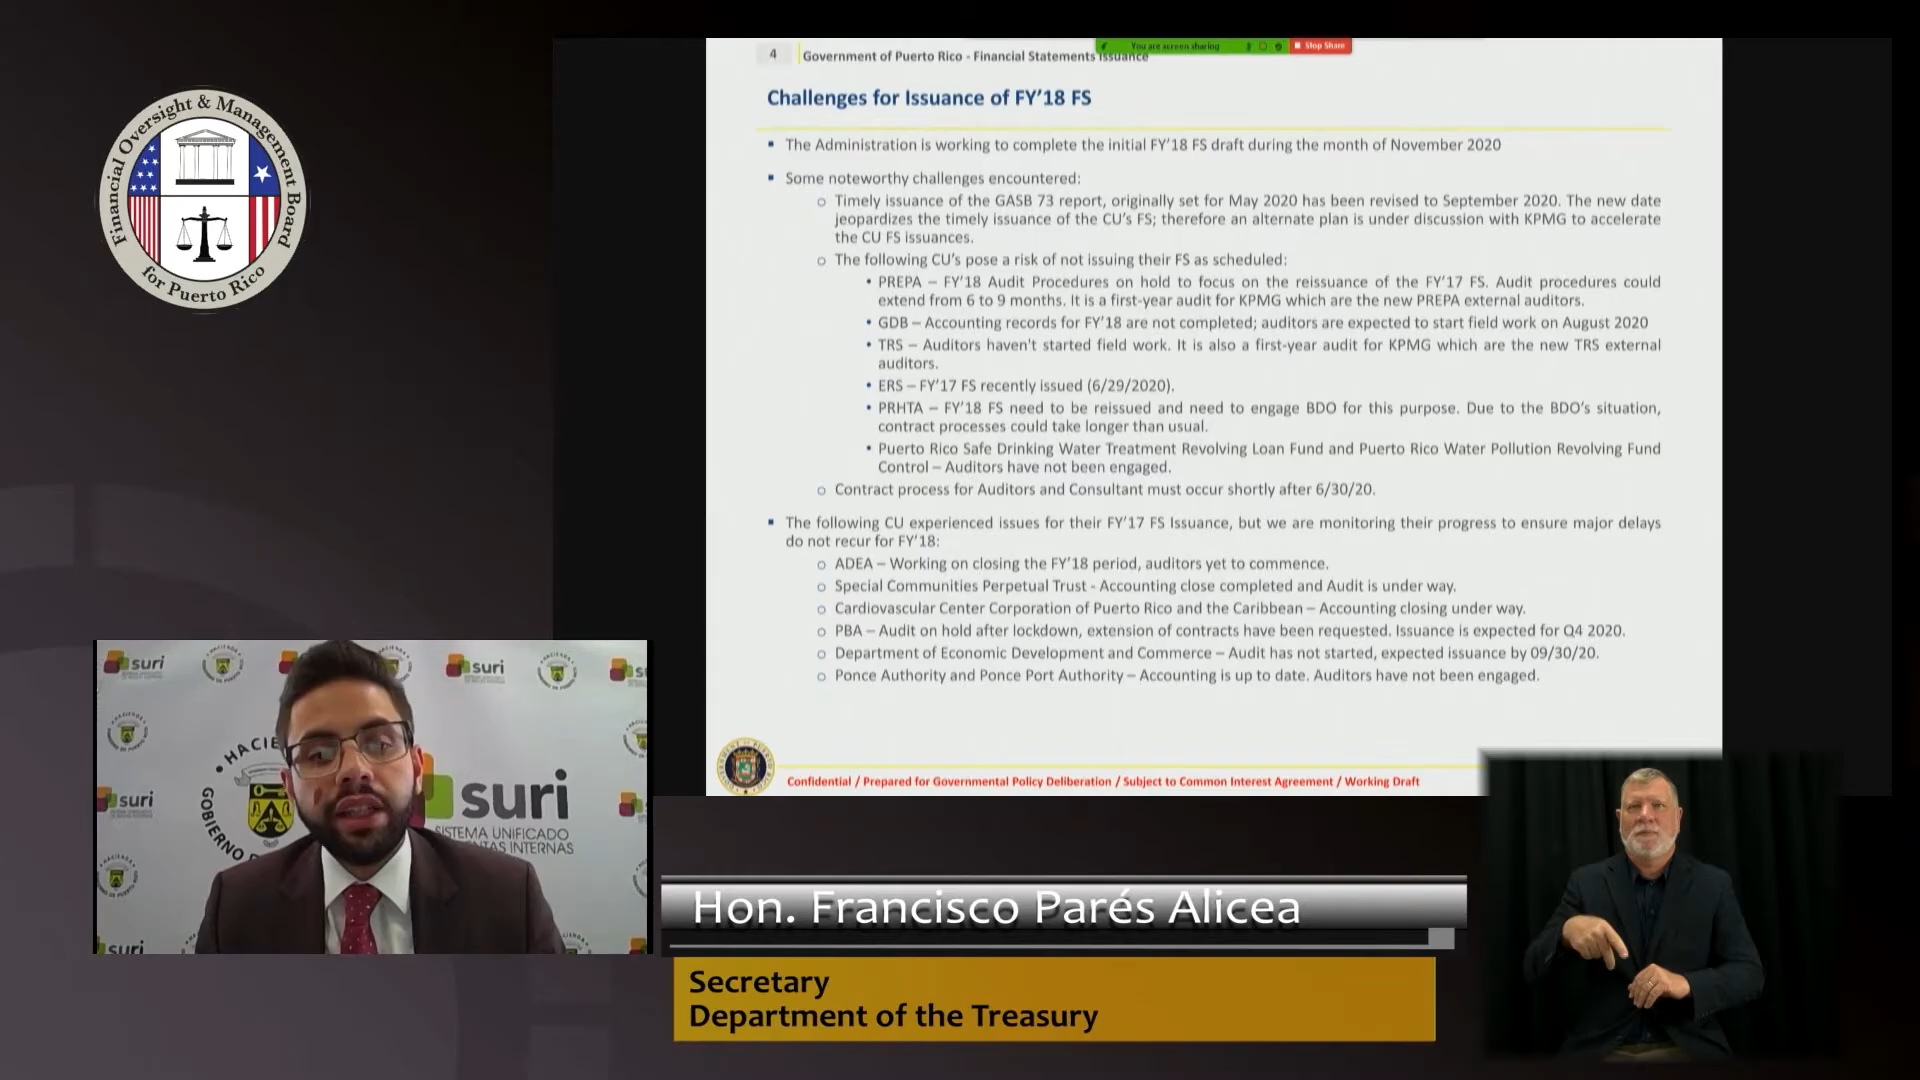 Financial Oversight & Management Board
for Puerto Rico
4
Government of Puerto Rico - Financial Statements Issuance
You are screen sharing
Stop Share
Challenges for Issuance of FY'18 FS
▪ The Administration is working to complete the initial FY'18 FS draft during the month of November 2020
▪ Some noteworthy challenges encountered:
o Timely issuance of the GASB 73 report, originally set for May 2020 has been revised to September 2020. The new date
jeopardizes the timely issuance of the CU's FS; therefore an alternate plan is under discussion with KPMG to accelerate
the CU FS issuances.
o The following CU's pose a risk of not issuing their FS as scheduled:
• PREPA – FY'18 Audit Procedures on hold to focus on the reissuance of the FY'17 FS. Audit procedures could
extend from 6 to 9 months. It is a first-year audit for KPMG which are the new PREPA external auditors.
• GDB – Accounting records for FY'18 are not completed; auditors are expected to start field work on August 2020
• TRS – Auditors haven't started field work. It is also a first-year audit for KPMG which are the new TRS external
auditors.
• ERS – FY'17 FS recently issued (6/29/2020).
• PRHTA – FY'18 FS need to be reissued and need to engage BDO for this purpose. Due to the BDO's situation,
contract processes could take longer than usual.
• Puerto Rico Safe Drinking Water Treatment Revolving Loan Fund and Puerto Rico Water Pollution Revolving Fund
Control – Auditors have not been engaged.
o Contract process for Auditors and Consultant must occur shortly after 6/30/20.
▪ The following CU experienced issues for their FY'17 FS Issuance, but we are monitoring their progress to ensure major delays
do not recur for FY'18:
o ADEA – Working on closing the FY'18 period, auditors yet to commence.
o Special Communities Perpetual Trust - Accounting close completed and Audit is under way.
o Cardiovascular Center Corporation of Puerto Rico and the Caribbean – Accounting closing under way.
o PBA – Audit on hold after lockdown, extension of contracts have been requested. Issuance is expected for Q4 2020.
o Department of Economic Development and Commerce – Audit has not started, expected issuance by 09/30/20.
o Ponce Authority and Ponce Port Authority – Accounting is up to date. Auditors have not been engaged.
Confidential / Prepared for Governmental Policy Deliberation / Subject to Common Interest Agreement / Working Draft
suri
suri
HACIE
GOBIERNO D
suri
SISTEMA UNIFICADO
NTAS INTERNAS
suri
suri
Hon. Francisco Parés Alicea
Secretary
Department of the Treasury